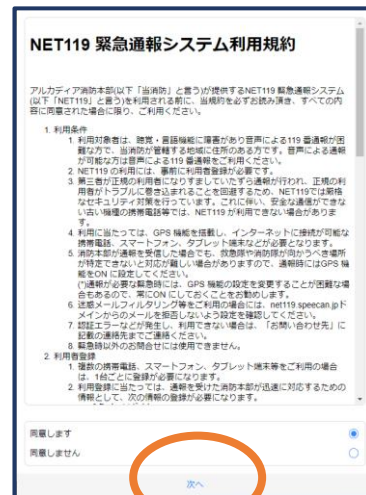 NET119 緊急通報システム利用規約
アルカディア消防本部(以下「当消防」と言う)が提供するNET119 緊急通報システム
(以下「NET119」と言う)を利用される前に、当規約を必ずお読み頂き、すべての内
容に同意された場合に限り、ご利用ください。
1. 利用条件
1. 利用対象者は、聴覚・言語機能に障害があり音声による119 番通報が困
難な方で、当消防が管轄する地域に住所のある方です。音声による通報
が可能な方は音声による119 番通報をご利用ください。
2. NET119 の利用には、事前に利用者登録が必要です。
3. 第三者が正規の利用者になりすましていたずら通報が行われ、正規の利
用者がトラブルに巻き込まれることを回避するため、NET119では厳格
なセキュリティ対策を行っています。これに伴い、安全な通信ができな
い古い機種の携帯電話等では、NET119 が利用できない場合がありま
す。
4. 利用に当たっては、GPS 機能を搭載し、インターネットに接続が可能な
携帯電話、スマートフォン、タブレット端末などが必要となります。
5. 消防本部が通報を受信した場合でも、救急隊や消防隊が向かうべき場所
が特定できないと対応が難しい場合がありますので、通報時にはGPS 機
能をON に設定してください。
(*)通報が必要な緊急時には、GPS 機能の設定を変更することが困難な場
合もあるので、常にON にしておくことをお勧めします。
6. 迷惑メールフィルタリング等をご利用の場合には、net119.speecan.jpド
メインからのメールを拒否しないよう設定を確認してください。
7. 認証エラーなどが発生し、利用できない場合は、「お問い合わせ先」に
記載の連絡先までご連絡ください。
8. 緊急時以外のお問合せには使用できません。
2. 利用者登録
1. 複数の携帯電話、スマートフォン、タブレット端末等をご利用の場合
は、1台ごとに登録が必要になります。
2. 利用登録に当たっては、通報を受けた消防本部が迅速に対応するための
情報として、次の情報の登録が必要になります。
同意します
同意しません
次へ